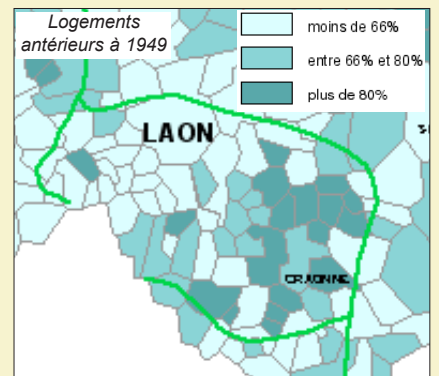 Logements
antérieurs à 1949
moins de 66%
entre 66% et 80%
plus de 80%
LAON
CRAONNE